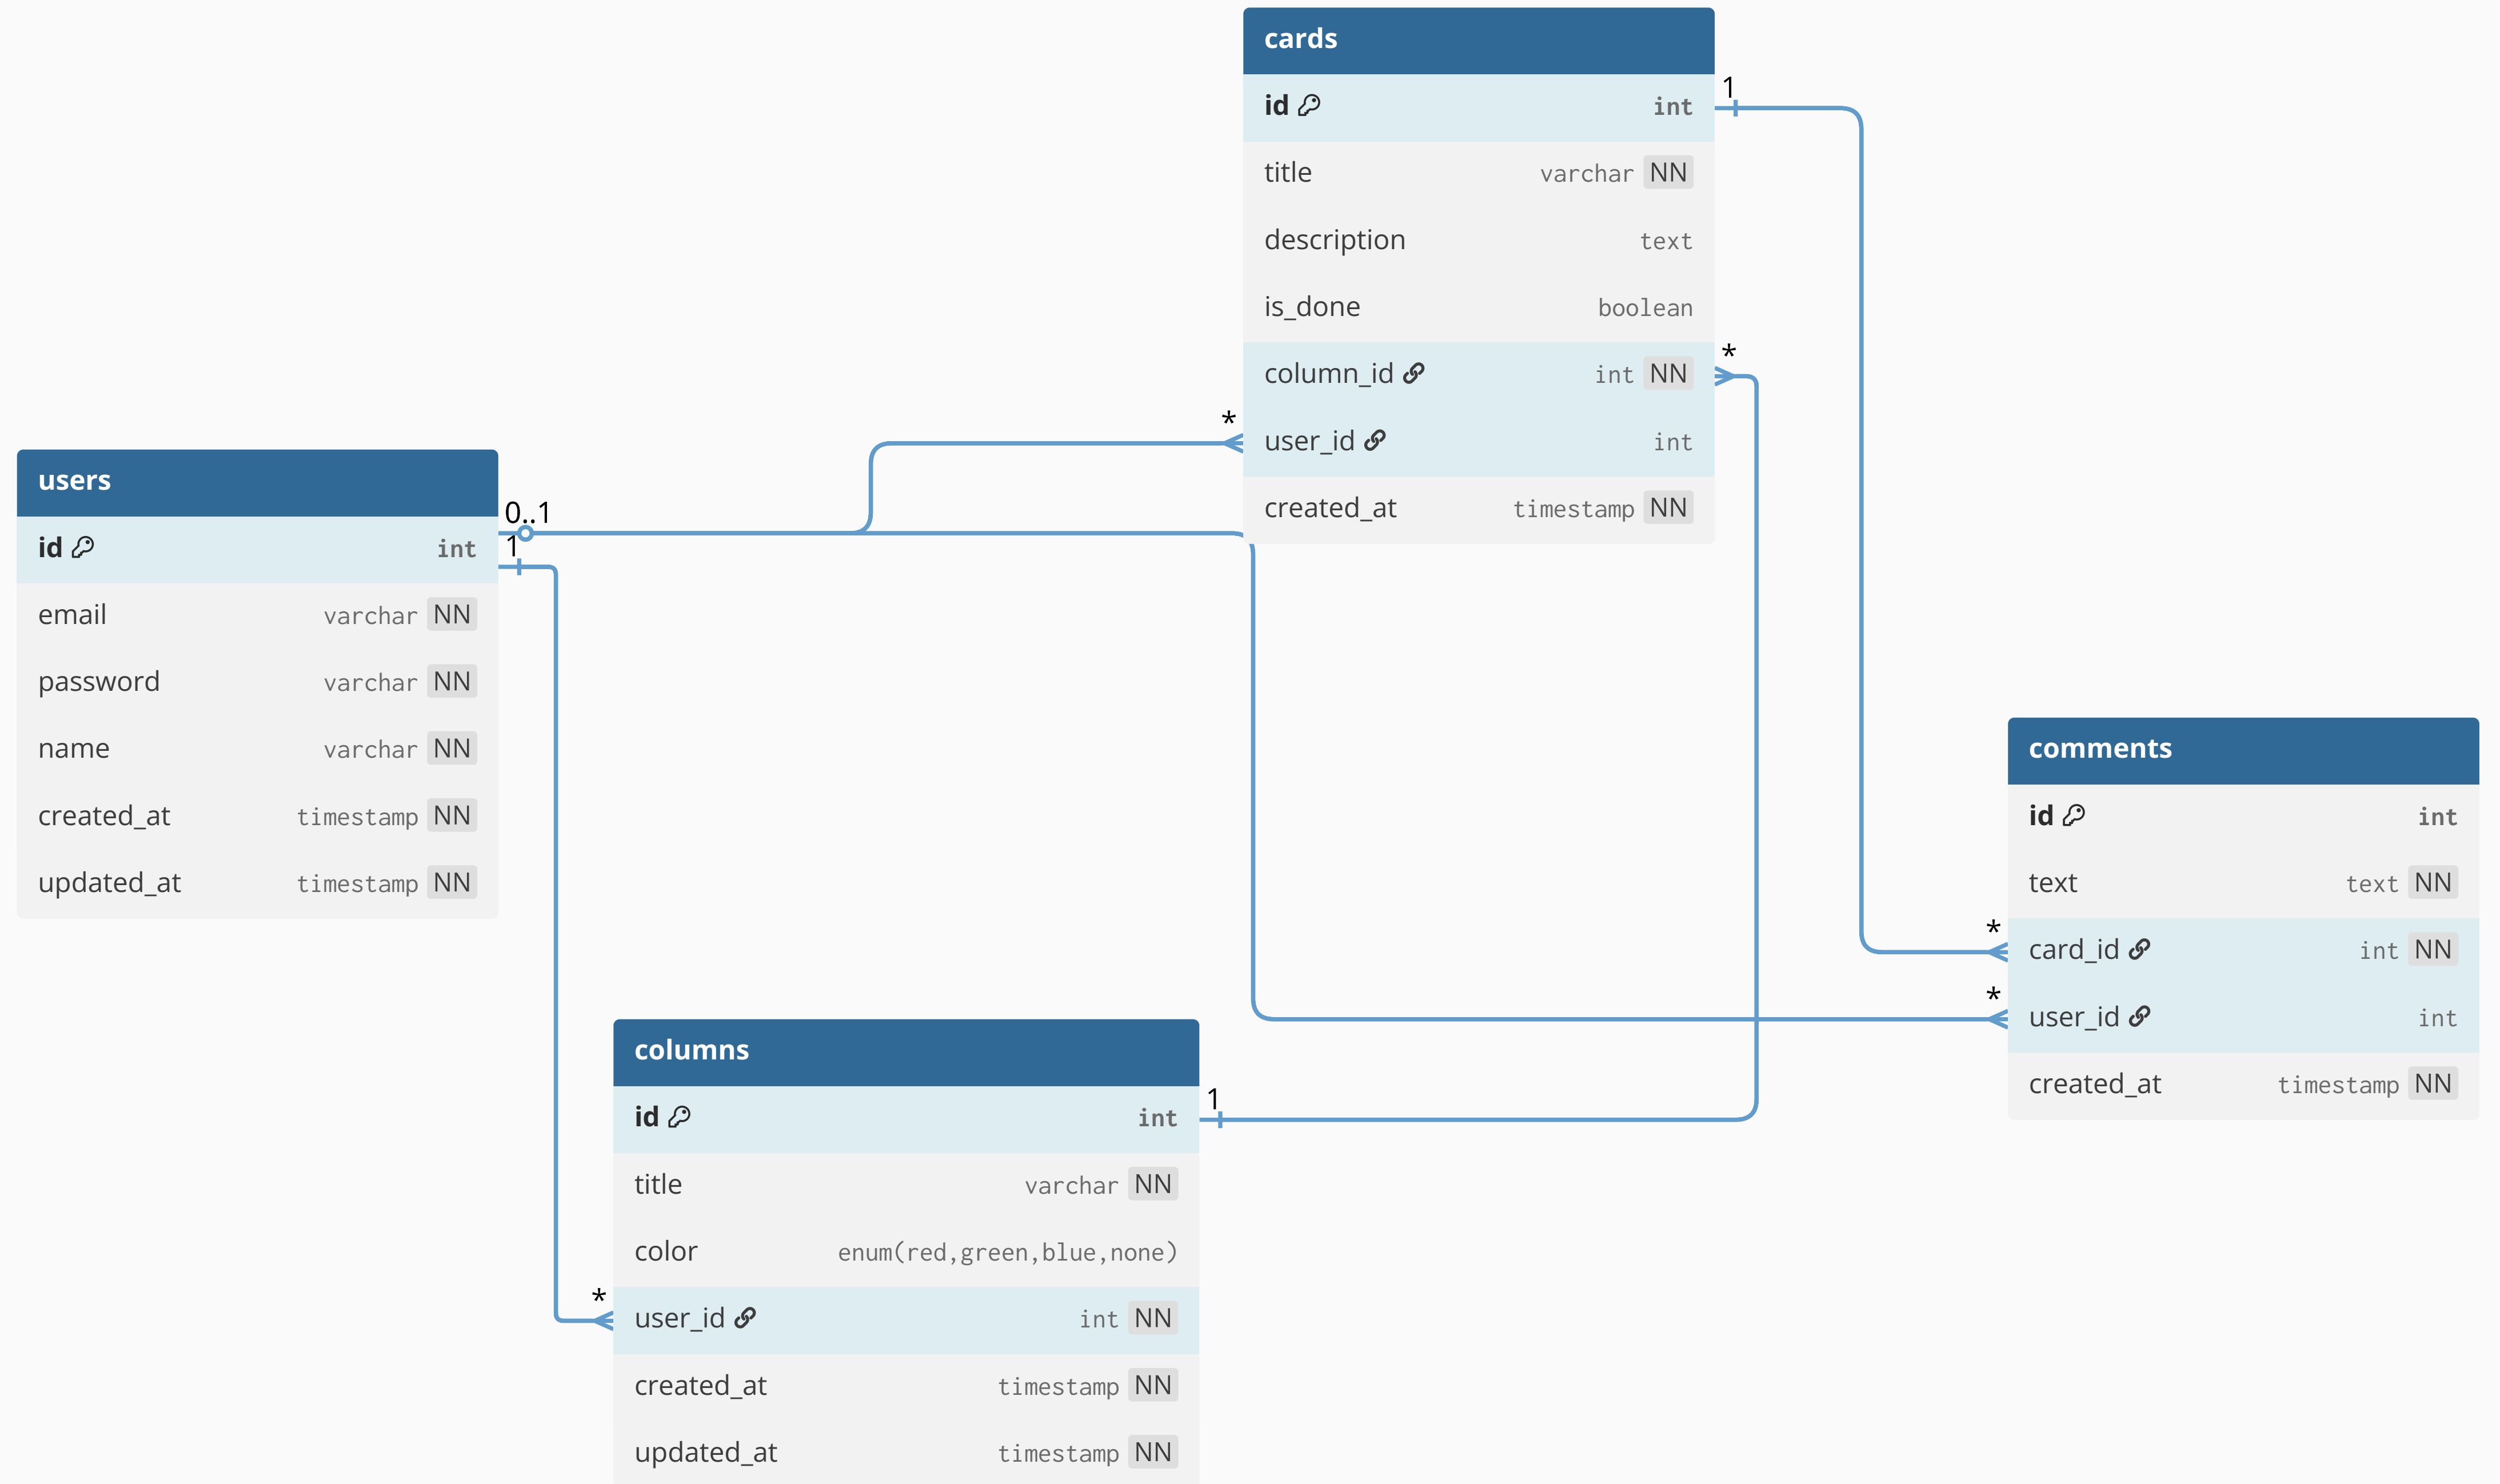 cards
id int
title varchar NN
description text
is_done boolean
column_id int NN
user_id int
created_at timestamp NN
1
*
*
users
id int
email varchar NN
password varchar NN
name varchar NN
created_at timestamp NN
updated_at timestamp NN
0..1
1
comments
id int
text text NN
card_id int NN
user_id int
created_at timestamp NN
*
*
columns
id int
title varchar NN
color enum(red,green,blue,none)
user_id int NN
created_at timestamp NN
updated_at timestamp NN
1
*